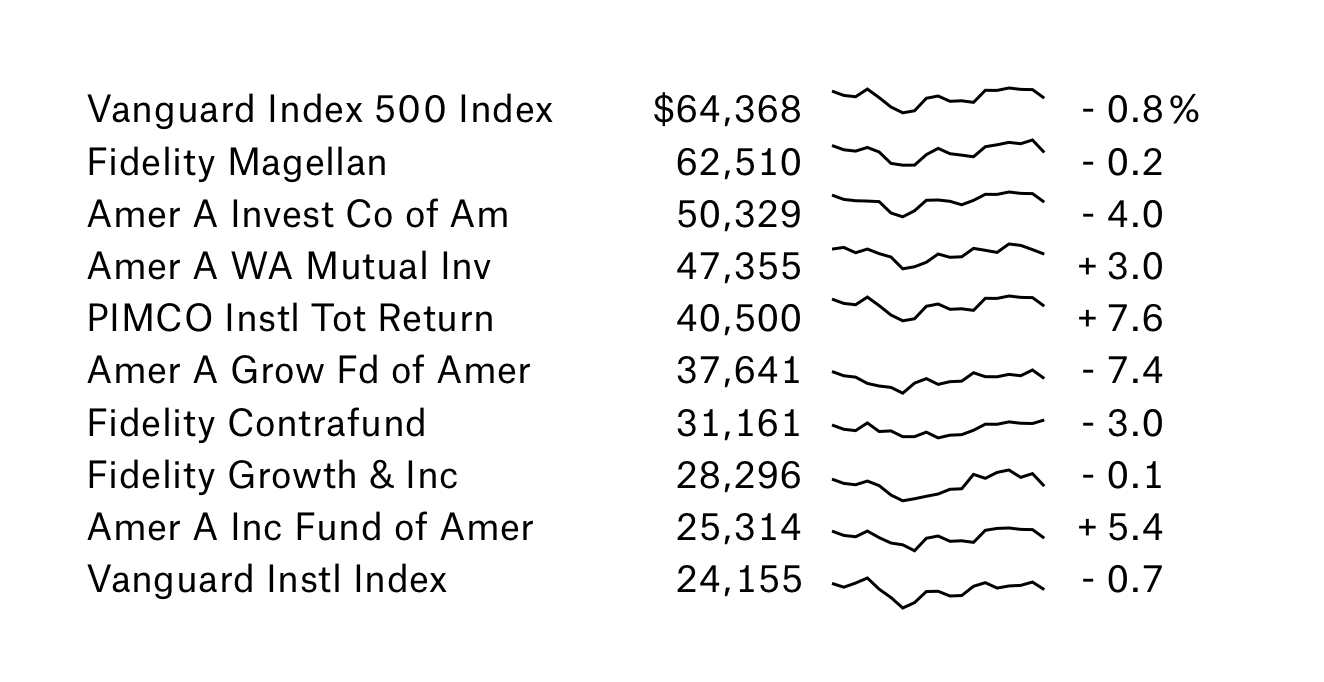 Vanguard Index 500 Index $64,368 - 0.8%
Fidelity Magellan 62,510 - 0.2
Amer A Invest Co of Am 50,329 - 4.0
Amer A WA Mutual Inv 47,355 + 3.0
PIMCO Instl Tot Return 40,500 + 7.6
Amer A Grow Fd of Amer 37,641 - 7.4
Fidelity Contrafund 31,161 - 3.0
Fidelity Growth & Inc 28,296 - 0.1
Amer A Inc Fund of Amer 25,314 + 5.4
Vanguard Instl Index 24,155 - 0.7